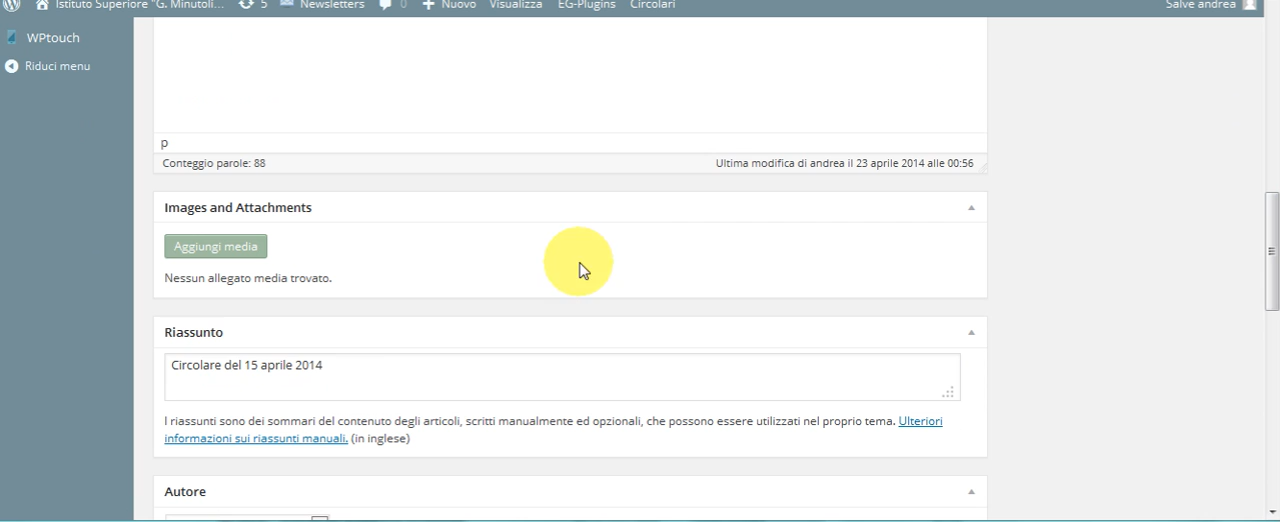 Istituto Superiore "G. Minutoli... 5 Newsletters 0 Nuovo Visualizza EG-Plugins Circolari Salve andrea
WPtouch
Riduci menu
p
Conteggio parole: 88 Ultima modifica di andrea il 23 aprile 2014 alle 00:56
Images and Attachments
Aggiungi media
Nessun allegato media trovato.
Riassunto
Circolare del 15 aprile 2014
I riassunti sono dei sommari del contenuto degli articoli, scritti manualmente ed opzionali, che possono essere utilizzati nel proprio tema. Ulteriori
informazioni sui riassunti manuali. (in inglese)
Autore